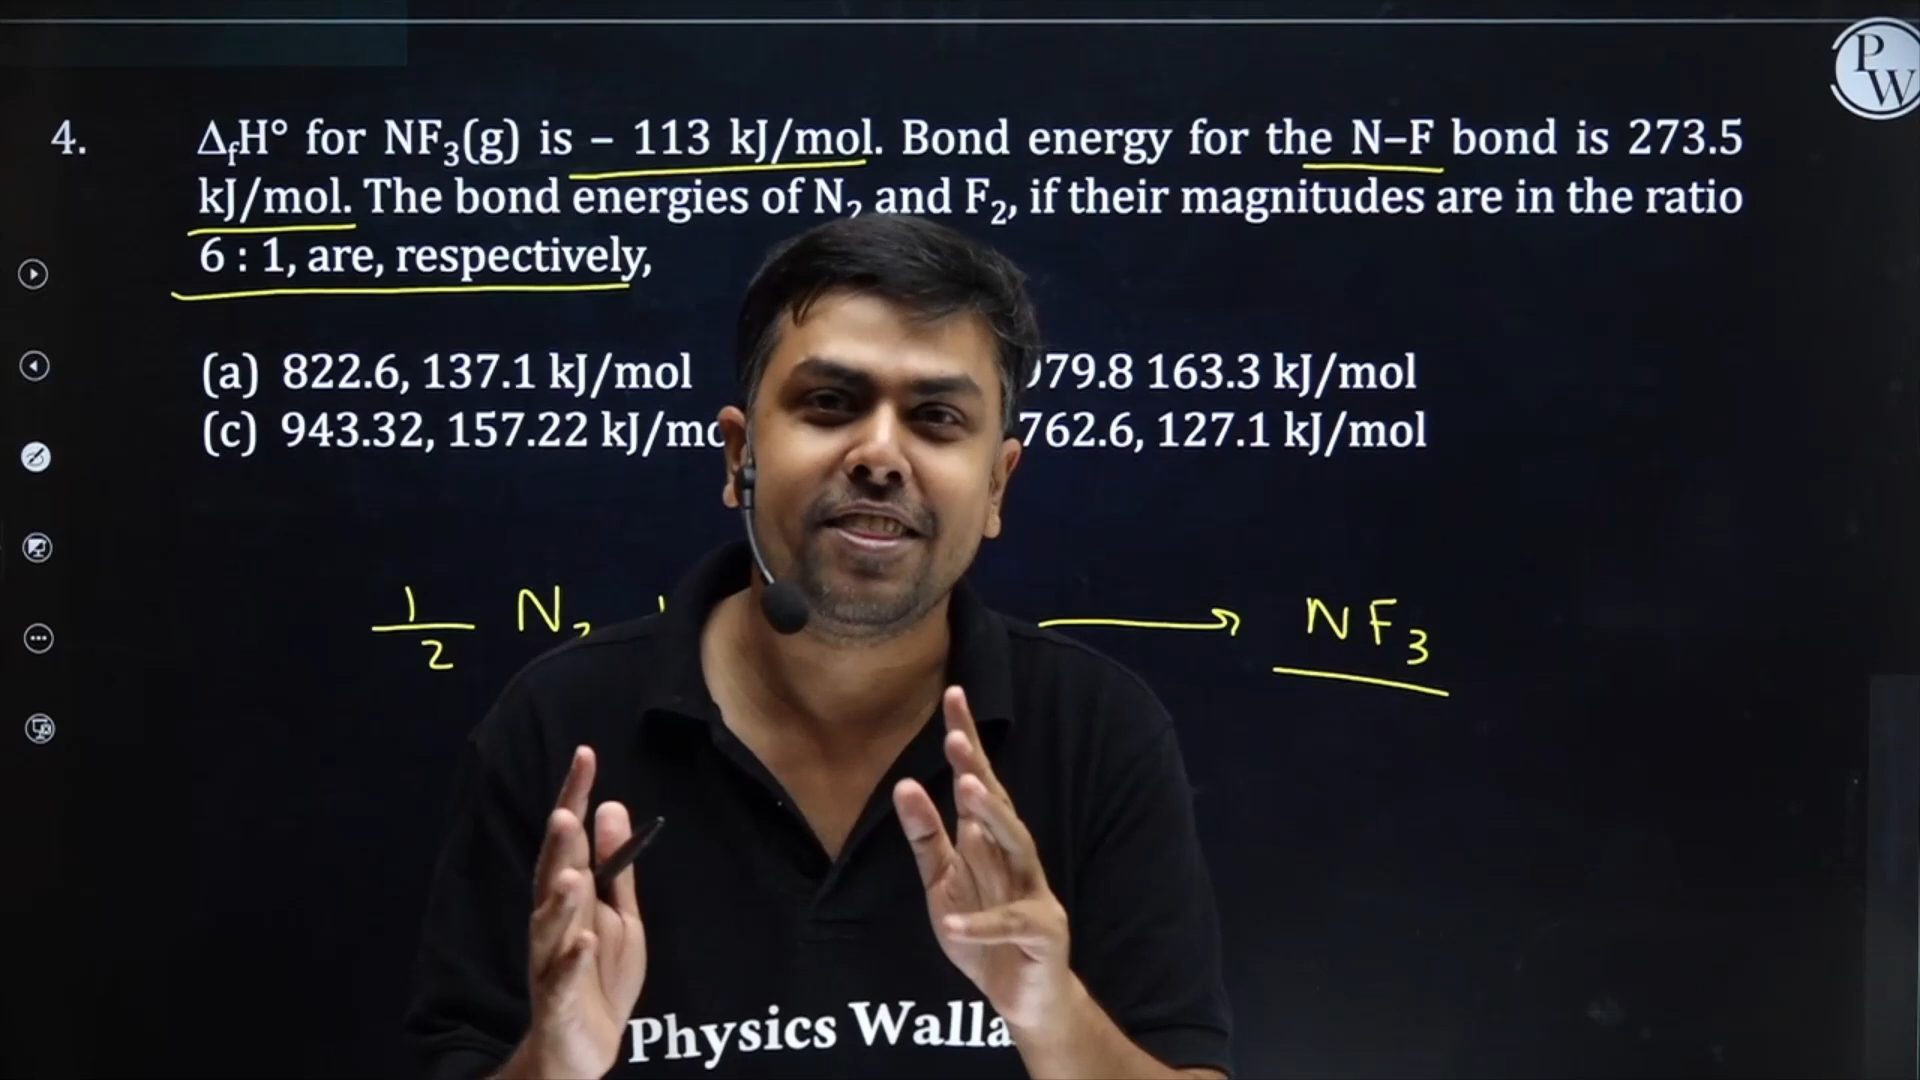 P
W
4. ΔfH° for NF₃(g) is – 113 kJ/mol. Bond energy for the N–F bond is 273.5
kJ/mol. The bond energies of N₂ and F₂, if their magnitudes are in the ratio
6 : 1, are, respectively,
(a) 822.6, 137.1 kJ/mol 979.8 163.3 kJ/mol
(c) 943.32, 157.22 kJ/mo 762.6, 127.1 kJ/mol
1/2 N₂ → NF₃
Physics Walla